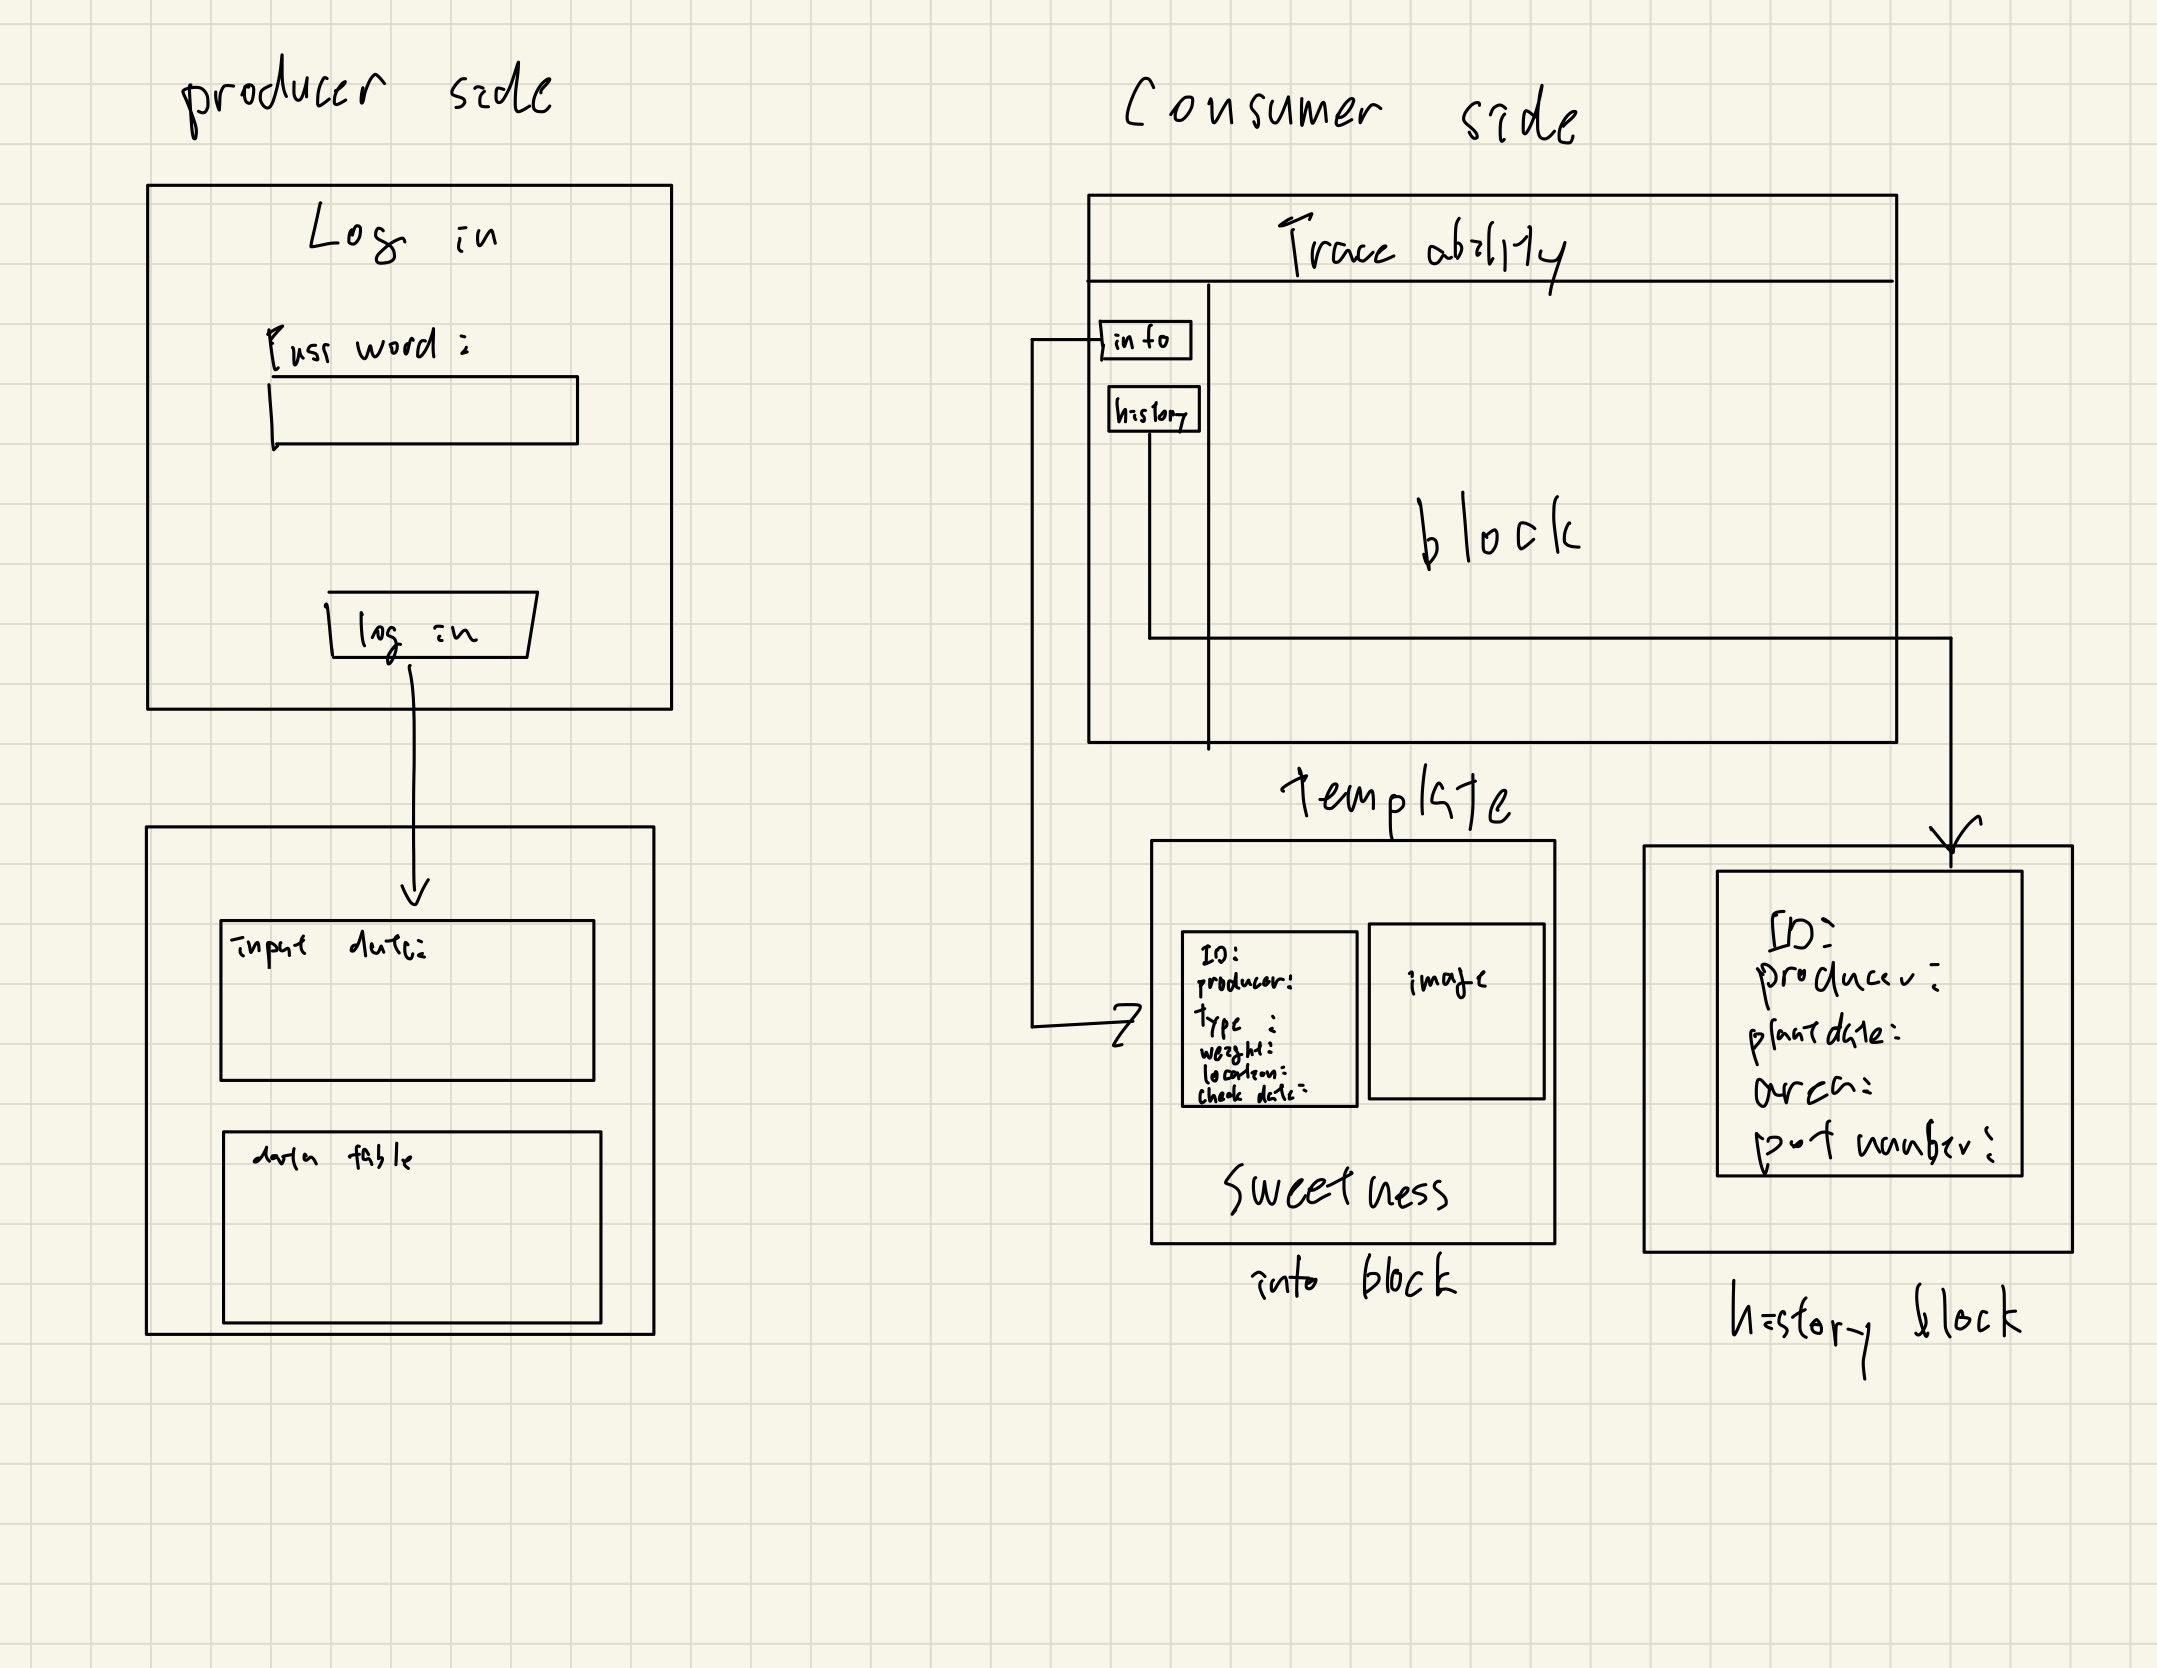 producer side
Log in
Password:
log in
input data:
data table
Consumer side
Trace ability
info
history
block
template
ID:
producer:
type :
weight:
location:
check date:
image
Sweetness
info block
ID:
producer:
plant date:
area:
pot number:
history block